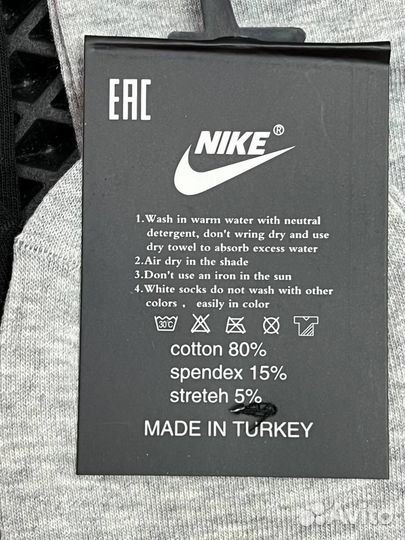 EAC
NIKE®
1.Wash in warm water with neutral
detergent, don't wring dry and use
dry towel to absorb excess water
2.Air dry in the shade
3.Don't use an iron in the sun
4.White socks do not wash with other
colors , easily in color
30°C
cotton 80%
spendex 15%
streteh 5%
MADE IN TURKEY
Avito